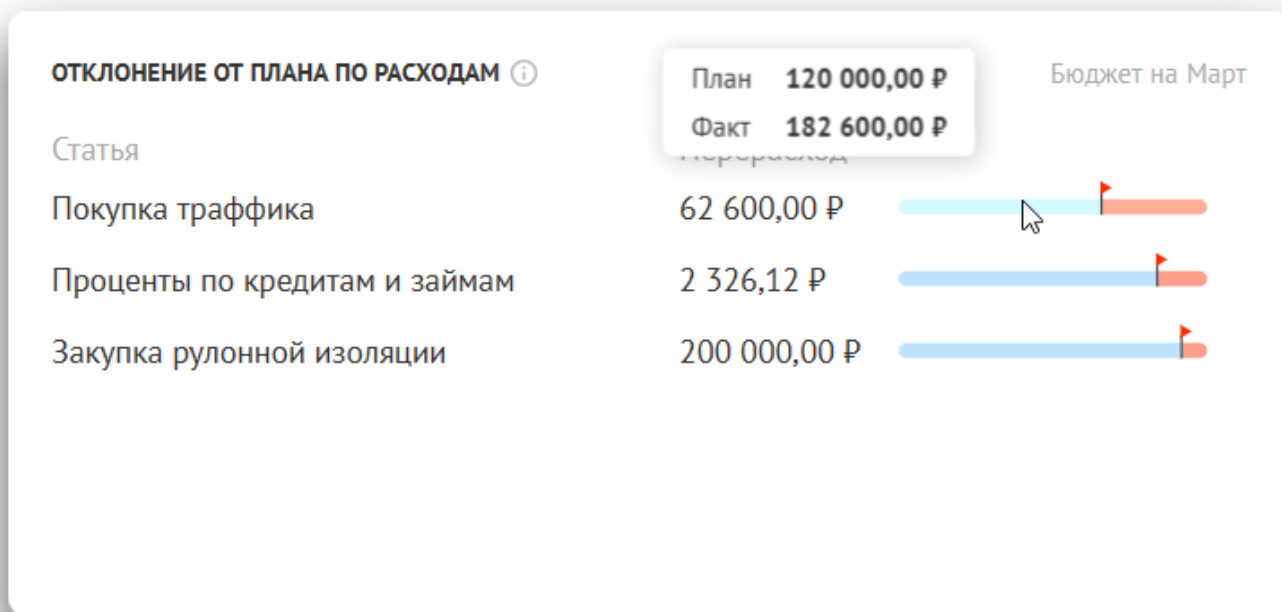 ОТКЛОНЕНИЕ ОТ ПЛАНА ПО РАСХОДАМ
План 120 000,00 ₽
Факт 182 600,00 ₽
Бюджет на Март
Статья
Покупка траффика 62 600,00 ₽
Проценты по кредитам и займам 2 326,12 ₽
Закупка рулонной изоляции 200 000,00 ₽